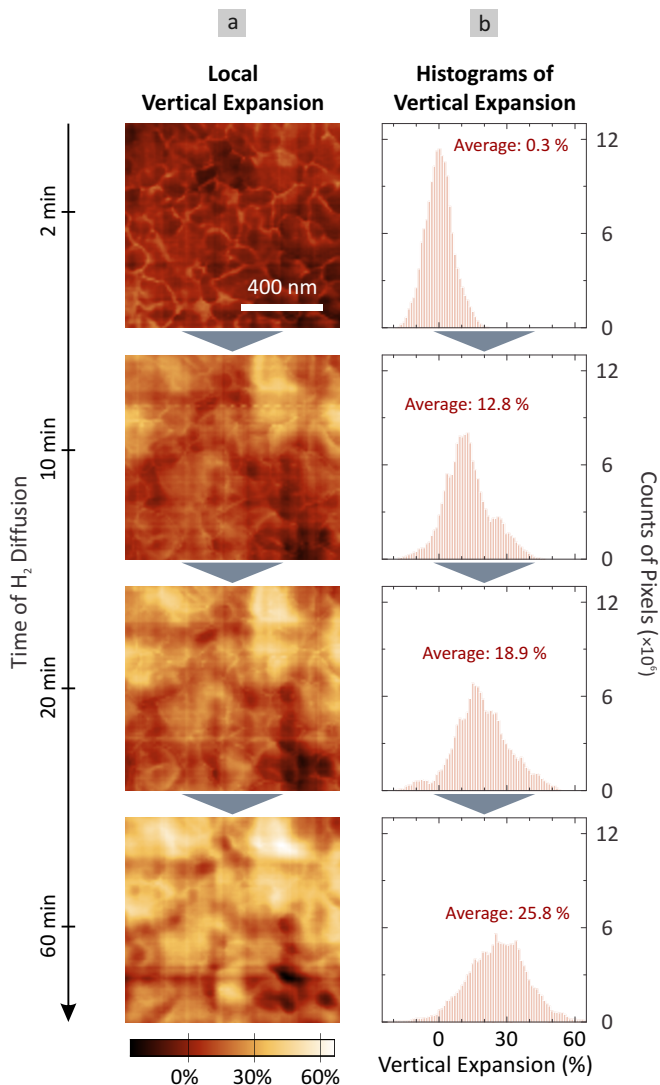 a
b
Local
Vertical Expansion
Histograms of
Vertical Expansion
Time of H₂ Diffusion
2 min
10 min
20 min
60 min
400 nm
Average: 0.3 %
12
6
0
Average: 12.8 %
12
6
0
Average: 18.9 %
12
6
0
Average: 25.8 %
12
6
0
Counts of Pixels (×10⁶)
0%
30%
60%
0
30
60
Vertical Expansion (%)